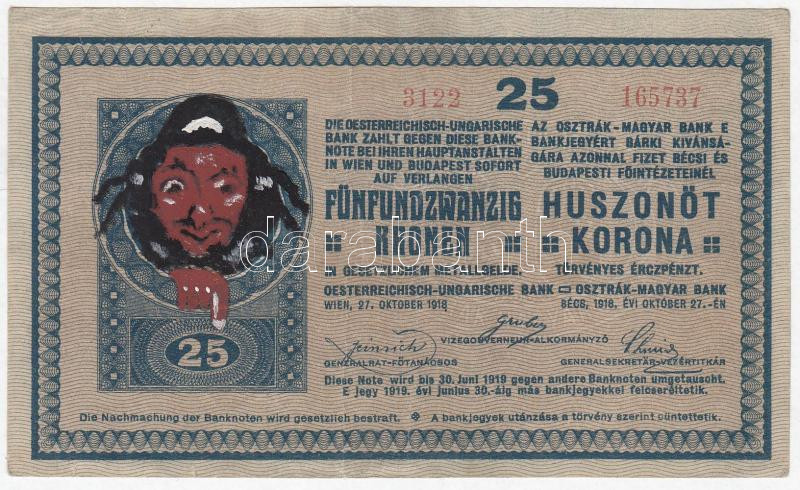 3122 25 165737
DIE OESTERREICHISCH-UNGARISCHE
BANK ZAHLT GEGEN DIESE BANK-
NOTE BEI IHREN HAUPTANSTALTEN
IN WIEN UND BUDAPEST SOFORT
AUF VERLANGEN
FÜNFUNDZWANZIG
KRONEN
IN GESETZLICHEM METALLGELDE.
AZ OSZTRÁK-MAGYAR BANK E
BANKJEGYÉRT BÁRKI KIVÁNSÁ-
GÁRA AZONNAL FIZET BÉCSI ÉS
BUDAPESTI FŐINTÉZETEINÉL
HUSZONÖT
KORONA
TÖRVÉNYES ÉRCZPÉNZT.
OESTERREICHISCH-UNGARISCHE BANK OSZTRÁK-MAGYAR BANK
WIEN, 27. OKTOBER 1918 BÉCS, 1918. ÉVI OKTÓBER 27.-ÉN
Gruber
VIZEGOUVERNEUR-ALKORMÁNYZÓ
GENERALRAT-FŐTANÁCSOS
GENERALSEKRETÄR-VEZÉRTITKÁR
Diese Note wird bis 30. Juni 1919 gegen andere Banknoten umgetauscht.
E jegy 1919. évi junius 30.-áig más bankjegyekkel felcseréltetik.
25
Die Nachmachung der Banknoten wird gesetzlich bestraft. A bankjegyek utánzása a törvény szerint büntettetik.
darabanth